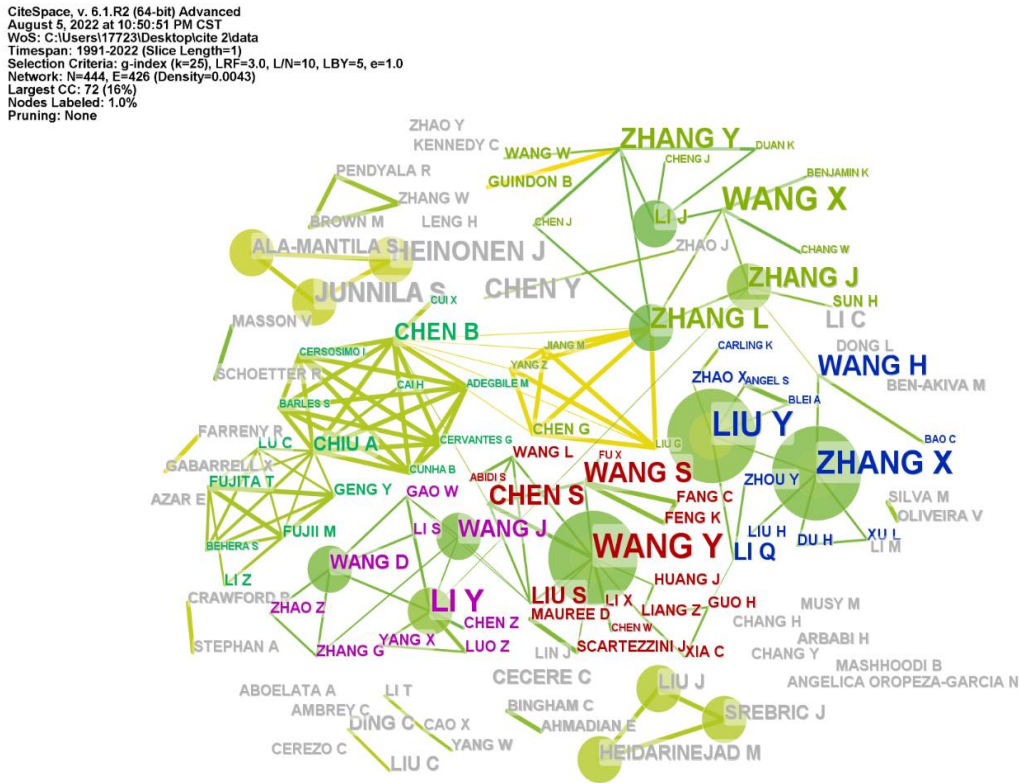 CiteSpace, v. 6.1.R2 (64-bit) Advanced
August 5, 2022 at 10:50:51 PM CST
WoS: C:\Users\17723\Desktop\cite 2\data
Timespan: 1991-2022 (Slice Length=1)
Selection Criteria: g-index (k=25), LRF=3.0, L/N=10, LBY=5, e=1.0
Network: N=444, E=426 (Density=0.0043)
Largest CC: 72 (16%)
Nodes Labeled: 1.0%
Pruning: None
ZHAO Y
KENNEDY C
ZHANG Y
DUAN K
WANG W
CHENG J
PENDYALA R
GUINDON B
BENJAMIN K
ZHANG W
WANG X
BROWN M
LENG H
CHEN J
LI J
ALA-MANTILA S
HEINONEN J
ZHAO J
CHANG W
JUNNILA S
CHEN Y
ZHANG J
CUI X
SUN H
MASSON V
CHEN B
ZHANG L
LI C
CERSOSIMO I
JIANG M
CARLING K
DONG L
SCHOETTER R
YANG Z
WANG H
CAI H
ADEGBILE M
ZHAO X
ANGEL S
BEN-AKIVA M
BARLES S
BLEI A
FARRENY R
CHEN G
LIU Y
LU C
CHIU A
CERVANTES G
LIU G
BAO C
GABARRELL X
WANG L
FU X
ZHANG X
FUJITA T
CUNHA B
ABIDI S
WANG S
ZHOU Y
AZAR E
GENG Y
GAO W
CHEN S
FANG C
SILVA M
FENG K
OLIVEIRA V
FUJII M
LI S
WANG J
LIU H
BEHERA S
WANG Y
LI Q
DU H
XU L
LI M
WANG D
LI Z
HUANG J
CRAWFORD R
LI Y
LIU S
LI X
ZHAO Z
MAUREE D
LIANG Z
GUO H
MUSY M
CHEN Z
CHEN W
CHANG H
STEPHAN A
YANG X
LUO Z
SCARTEZZINI J
XIA C
ARBABI H
ZHANG G
LIN J
CHANG Y
MASHHOODI B
CECERE C
LIU J
ANGELICA OROPEZA-GARCIA N
ABOELATA A
LI T
AMBREY C
BINGHAM C
SREBRIC J
DING C
CAO X
AHMADIAN E
CEREZO C
YANG W
HEIDARINEJAD M
LIU C